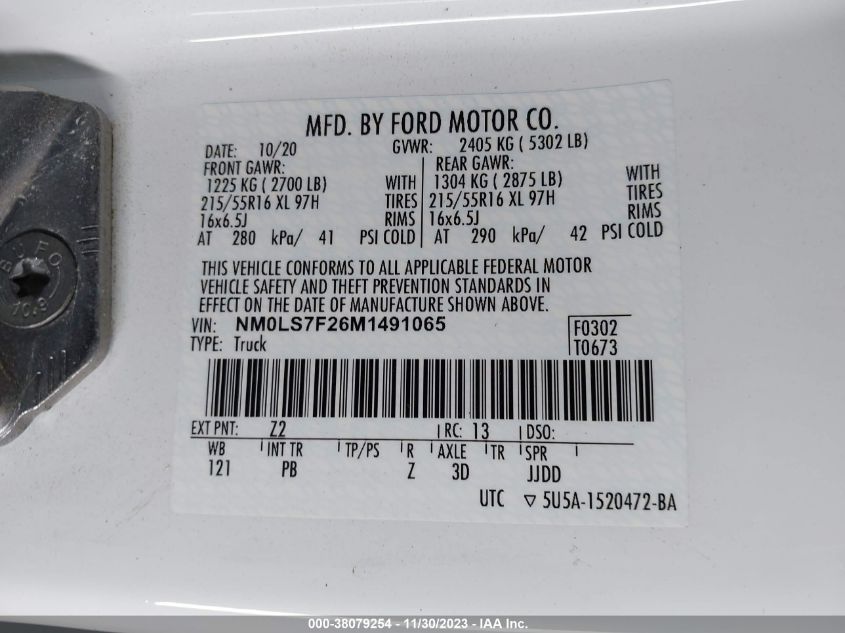 MFD. BY FORD MOTOR CO.
DATE: 10/20 GVWR: 2405 KG ( 5302 LB)
FRONT GAWR: REAR GAWR:
1225 KG ( 2700 LB) WITH 1304 KG ( 2875 LB) WITH
215/55R16 XL 97H TIRES 215/55R16 XL 97H TIRES
16x6.5J RIMS 16x6.5J RIMS
AT 280 kPa/ 41 PSI COLD AT 290 kPa/ 42 PSI COLD
THIS VEHICLE CONFORMS TO ALL APPLICABLE FEDERAL MOTOR
VEHICLE SAFETY AND THEFT PREVENTION STANDARDS IN
EFFECT ON THE DATE OF MANUFACTURE SHOWN ABOVE.
VIN: NM0LS7F26M1491065 F0302
TYPE: Truck T0673
EXT PNT: Z2 RC: 13 DSO:
WB INT TR TP/PS R AXLE TR SPR
121 PB Z 3D JJDD
UTC ▽ 5U5A-1520472-BA
10.9
000-38079254 | 11/30/2023 - IAA Inc.